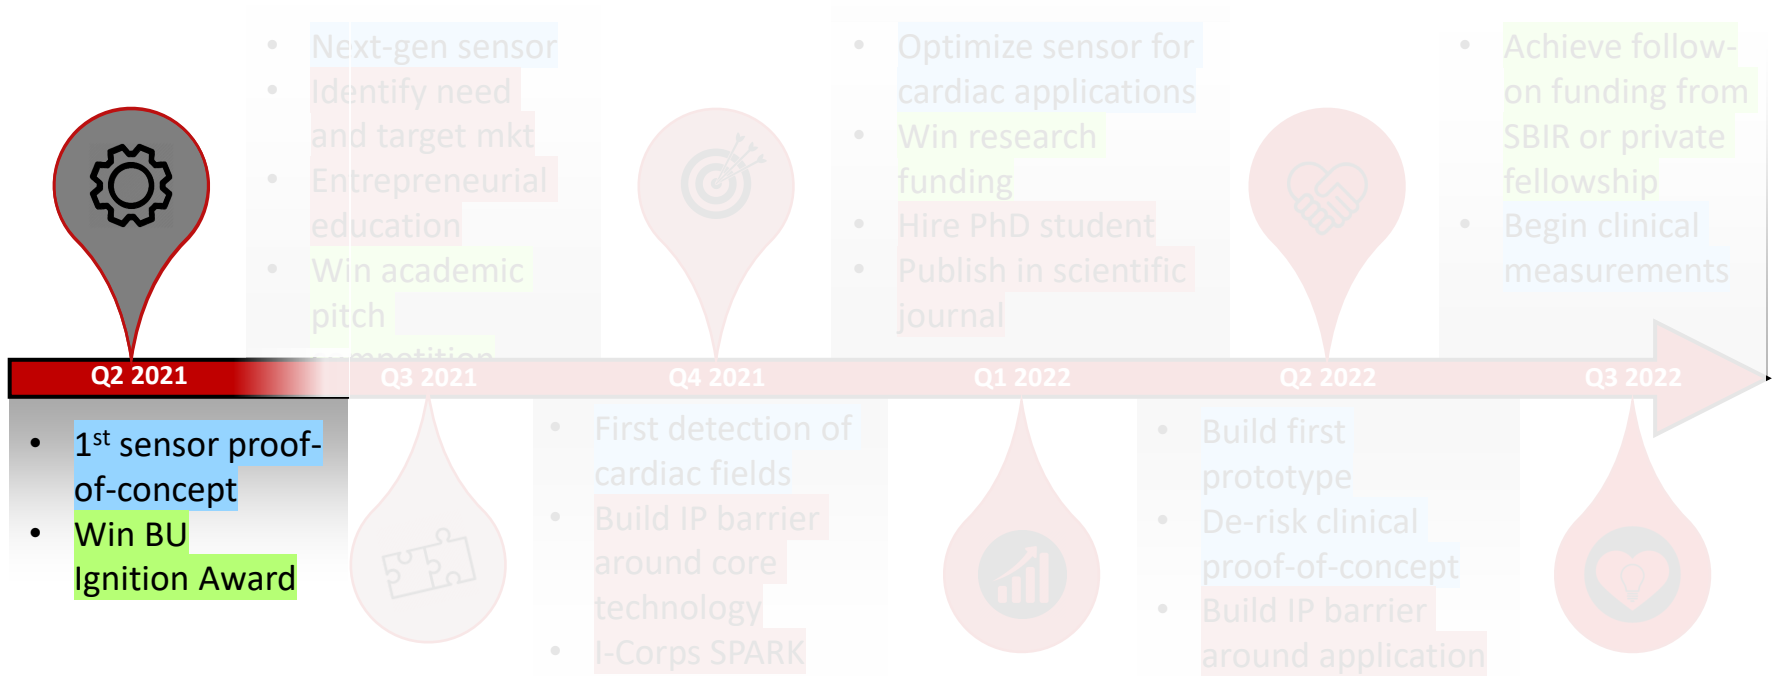 • Next-gen sensor
• Identify need
and target mkt
• Entrepreneurial
education
• Win academic
pitch
competition
• Optimize sensor for
cardiac applications
• Win research
funding
• Hire PhD student
• Publish in scientific
journal
• Achieve follow-
on funding from
SBIR or private
fellowship
• Begin clinical
measurements
Q2 2021
Q3 2021
Q4 2021
Q1 2022
Q2 2022
Q3 2022
• 1st sensor proof-
of-concept
• Win BU
Ignition Award
• First detection of
cardiac fields
• Build IP barrier
around core
technology
• I-Corps SPARK
• Build first
prototype
• De-risk clinical
proof-of-concept
• Build IP barrier
around application